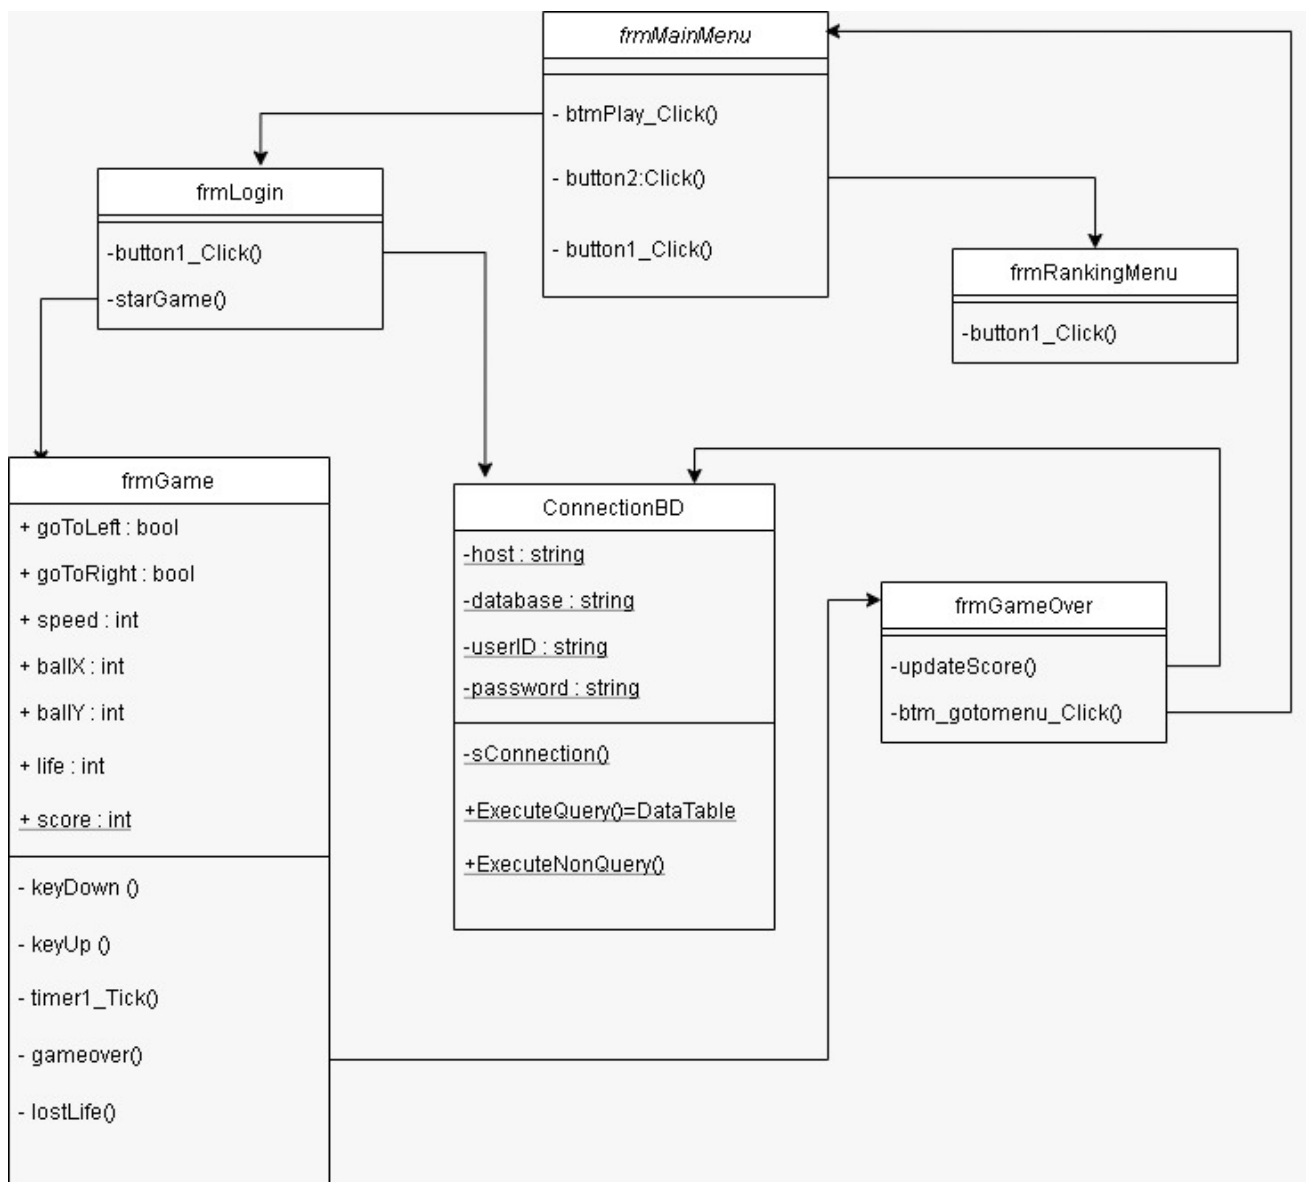 frmMainMenu
- btmPlay_Click()
- button2:Click()
- button1_Click()
frmLogin
-button1_Click()
-starGame()
frmRankingMenu
-button1_Click()
frmGame
+ goToLeft : bool
+ goToRight : bool
+ speed : int
+ ballX : int
+ ballY : int
+ life : int
+ score : int
- keyDown ()
- keyUp ()
- timer1_Tick()
- gameover()
- lostLife()
ConnectionBD
-host : string
-database : string
-userID : string
-password : string
-sConnection()
+ExecuteQuery()=DataTable
+ExecuteNonQuery()
frmGameOver
-updateScore()
-btm_gotomenu_Click()